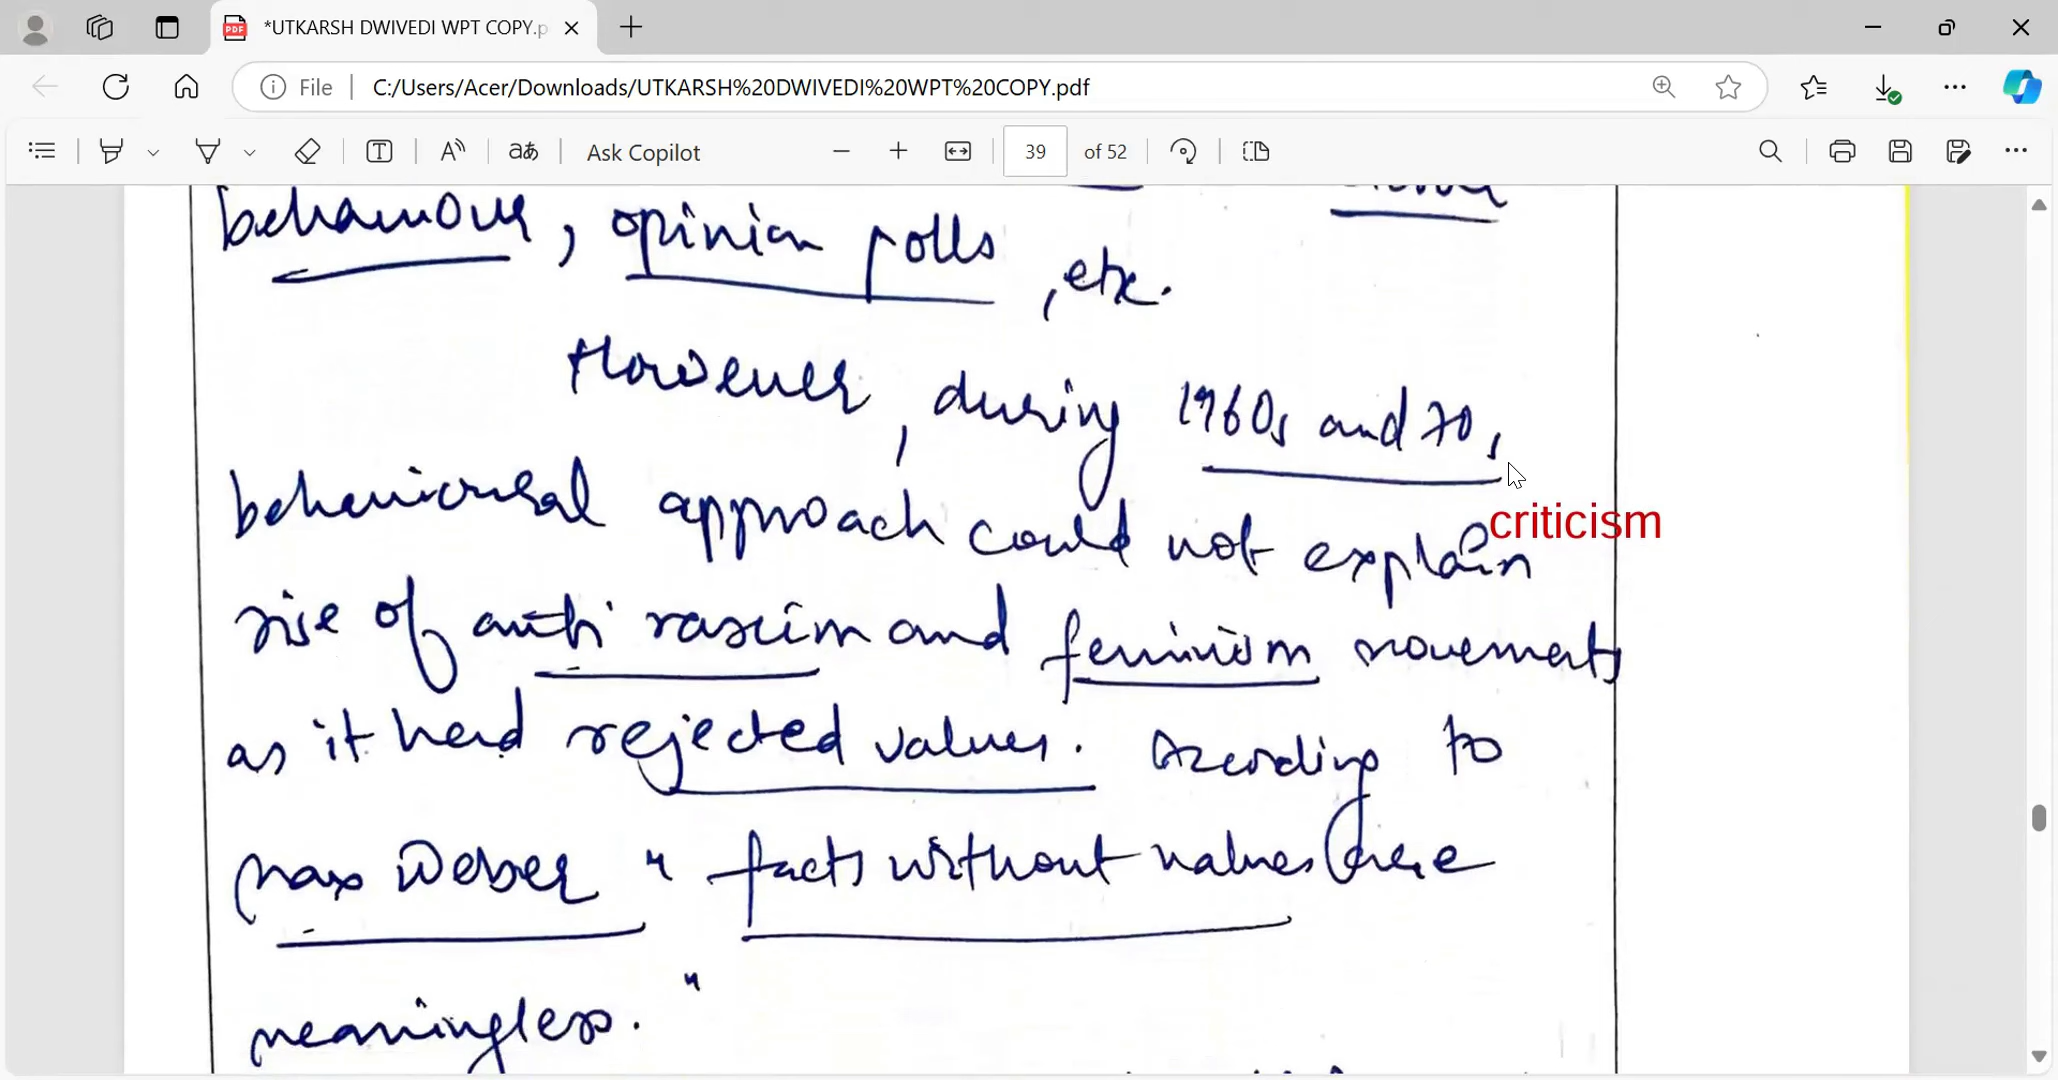 *UTKARSH DWIVEDI WPT COPY.p
File
C:/Users/Acer/Downloads/UTKARSH%20DWIVEDI%20WPT%20COPY.pdf
Ask Copilot
39 of 52
behaviour, opinion polls, etc.
However, during 1960s and 70s,
behavioural approach could not explain
criticism
rise of anti rascim and feminism movements
as it had rejected values. According to
max Weber " facts without values are
meaningless. "